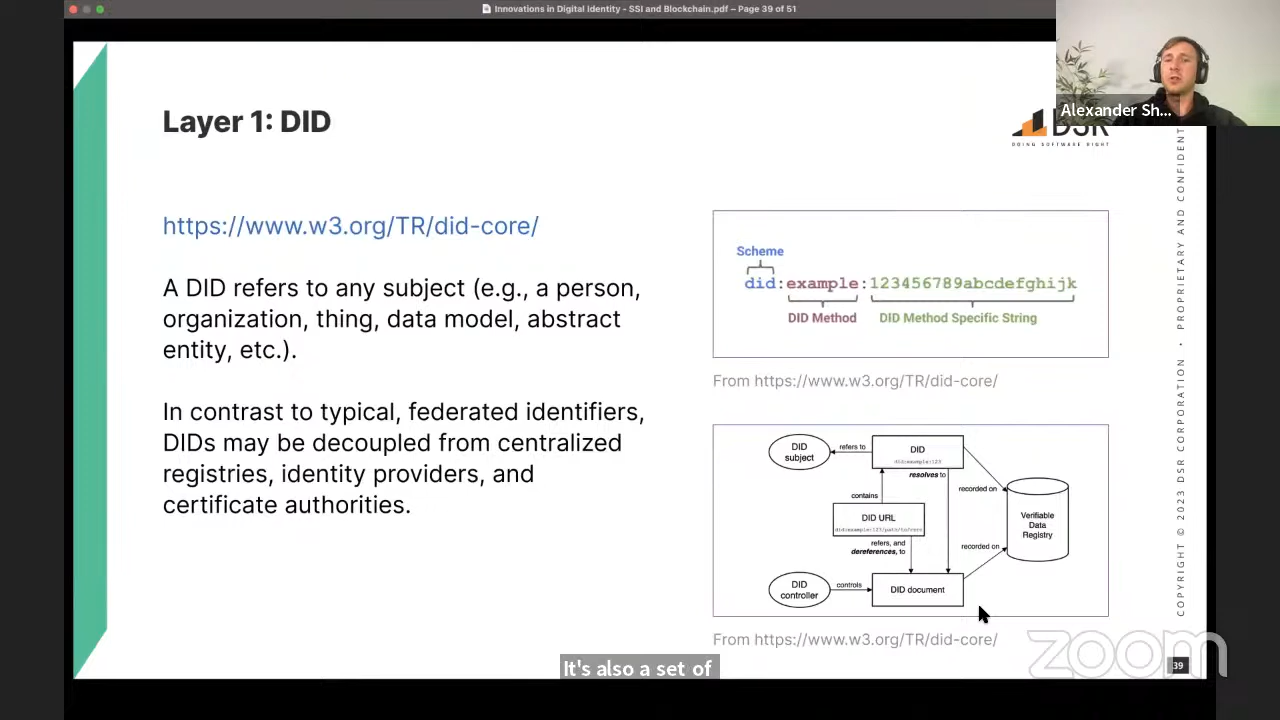 Innovations in Digital Identity - SSI and Blockchain.pdf – Page 39 of 51
Alexander Sh...
Layer 1: DID
DSR
DOING SOFTWARE RIGHT
https://www.w3.org/TR/did-core/
A DID refers to any subject (e.g., a person,
organization, thing, data model, abstract
entity, etc.).
In contrast to typical, federated identifiers,
DIDs may be decoupled from centralized
registries, identity providers, and
certificate authorities.
Scheme
did:example:123456789abcdefghijk
DID Method
DID Method Specific String
From https://www.w3.org/TR/did-core/
DID
subject
refers to
DID
did:example:123
resolves to
recorded on
contains
DID URL
Verifiable
Data
Registry
refers, and
dereferences, to
recorded on
DID
controller
controls
DID document
From https://www.w3.org/TR/did-core/
COPYRIGHT © 2023 DSR CORPORATION • PROPRIETARY AND CONFIDENT
zoom
It's also a set of
39